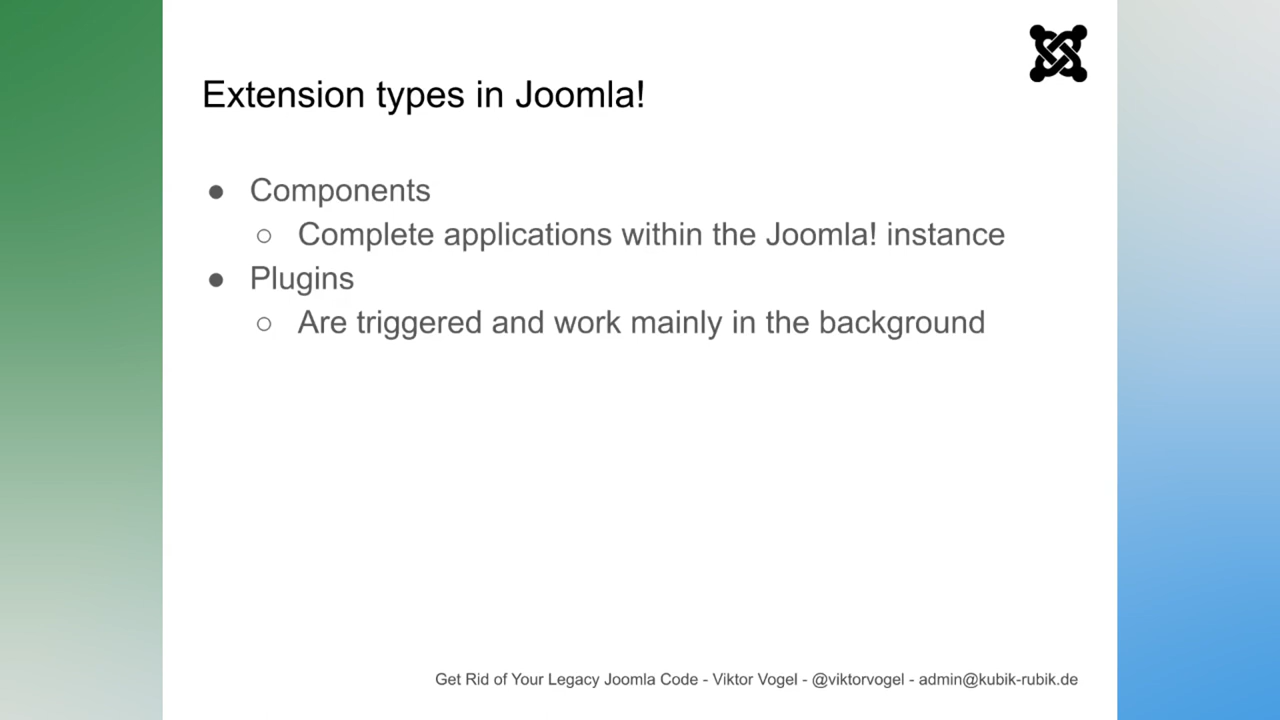 Extension types in Joomla!
● Components
○ Complete applications within the Joomla! instance
● Plugins
○ Are triggered and work mainly in the background
Get Rid of Your Legacy Joomla Code - Viktor Vogel - @viktorvogel - admin@kubik-rubik.de